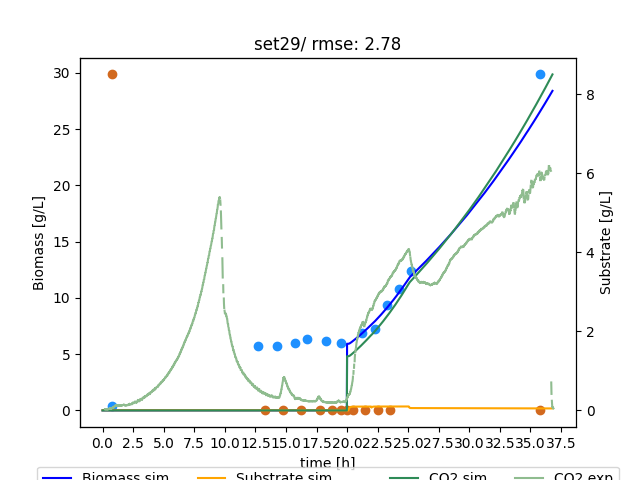 set29/ rmse: 2.78
30
25
20
15
10
5
0
Biomass [g/L]
8
6
4
2
0
Substrate [g/L]
0.0 2.5 5.0 7.5 10.0 12.5 15.0 17.5 20.0 22.5 25.0 27.5 30.0 32.5 35.0 37.5
time [h]
Biomass sim Substrate sim CO2 sim CO2 exp